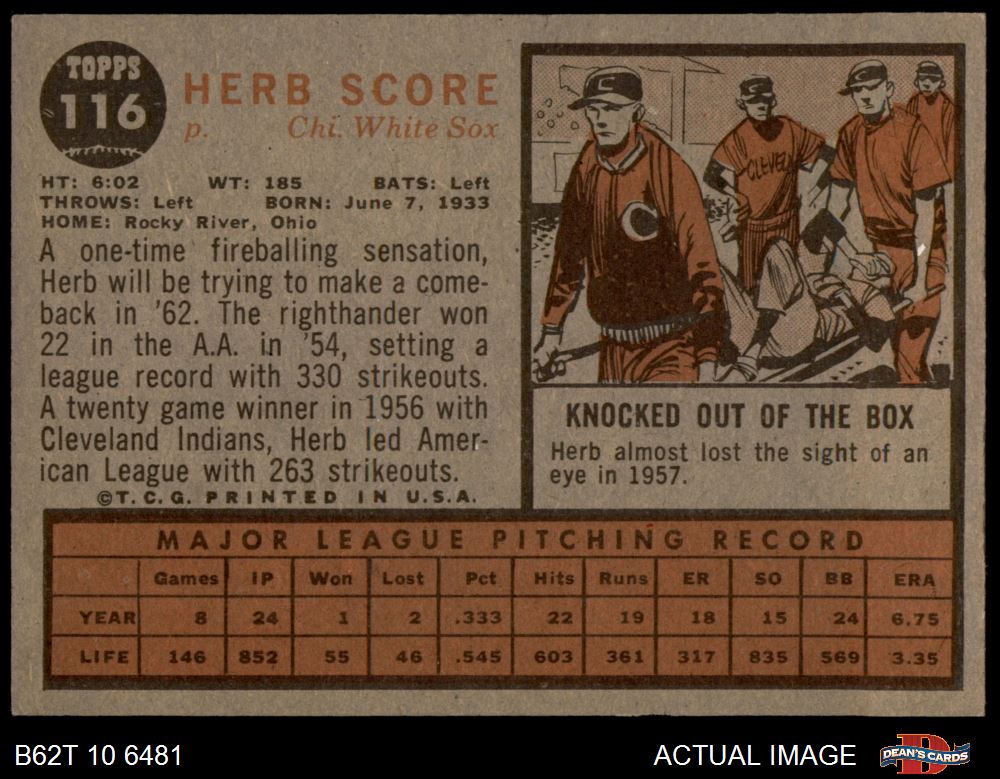 TOPPS
116
HERB SCORE
p. Chi. White Sox
HT: 6:02 WT: 185 BATS: Left
THROWS: Left BORN: June 7, 1933
HOME: Rocky River, Ohio
A one-time fireballing sensation,
Herb will be trying to make a come-
back in '62. The righthander won
22 in the A.A. in '54, setting a
league record with 330 strikeouts.
A twenty game winner in 1956 with
Cleveland Indians, Herb led Amer-
ican League with 263 strikeouts.
©T.C.G. PRINTED IN U.S.A.
C
C
CLEVEL
KNOCKED OUT OF THE BOX
Herb almost lost the sight of an
eye in 1957.
MAJOR LEAGUE PITCHING RECORD
Games IP Won Lost Pct Hits Runs ER SO BB ERA
YEAR 8 24 1 2 .333 22 19 18 15 24 6.75
LIFE 146 852 55 46 .545 603 361 317 835 569 3.35
B62T 10 6481
ACTUAL IMAGE
DEAN'S CARDS